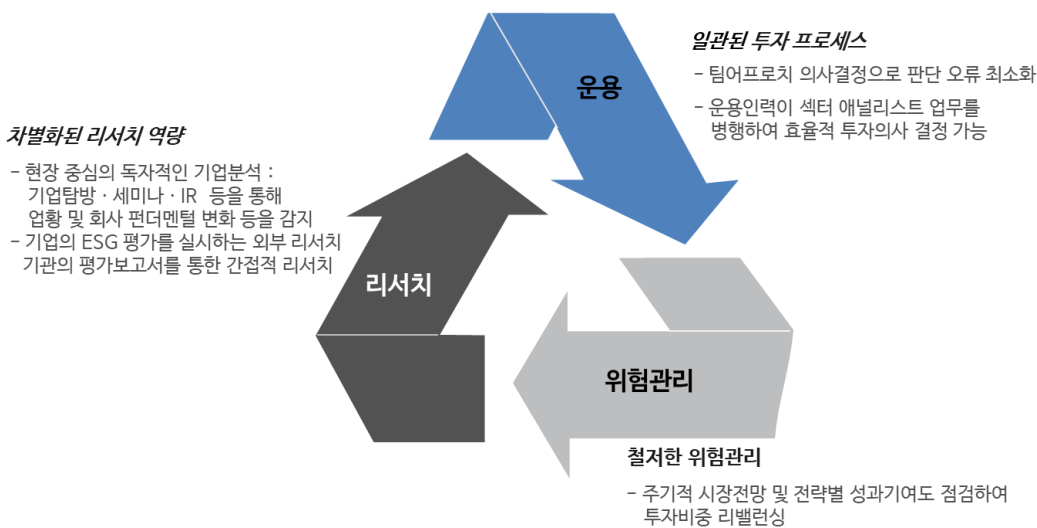 일관된 투자 프로세스
- 팀어프로치 의사결정으로 판단 오류 최소화
- 운용인력이 섹터 애널리스트 업무를
병행하여 효율적 투자의사 결정 가능
운용
차별화된 리서치 역량
- 현장 중심의 독자적인 기업분석 :
기업탐방 · 세미나 · IR 등을 통해
업황 및 회사 펀더멘털 변화 등을 감지
- 기업의 ESG 평가를 실시하는 외부 리서치
기관의 평가보고서를 통한 간접적 리서치
리서치
위험관리
철저한 위험관리
- 주기적 시장전망 및 전략별 성과기여도 점검하여
투자비중 리밸런싱